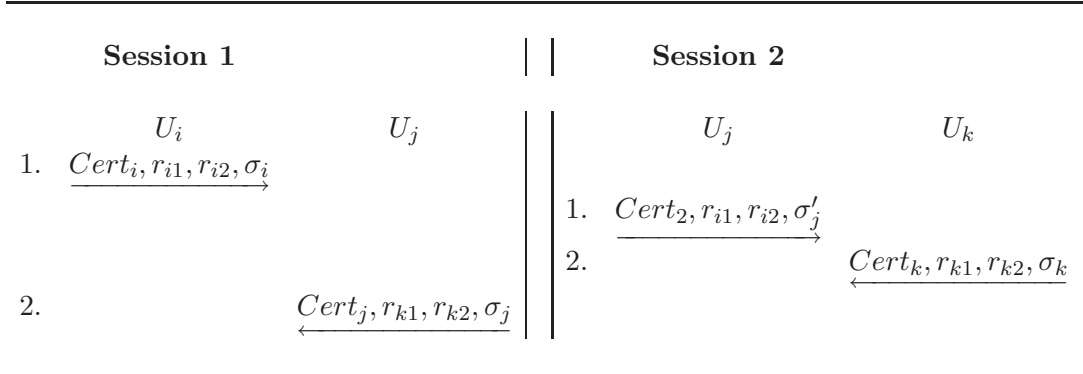 Session 1 Session 2
U_i U_j U_j U_k
1. Cert_i, r_{i1}, r_{i2}, σ_i
1. Cert_2, r_{i1}, r_{i2}, σ'_j
2. Cert_k, r_{k1}, r_{k2}, σ_k
2. Cert_j, r_{k1}, r_{k2}, σ_j